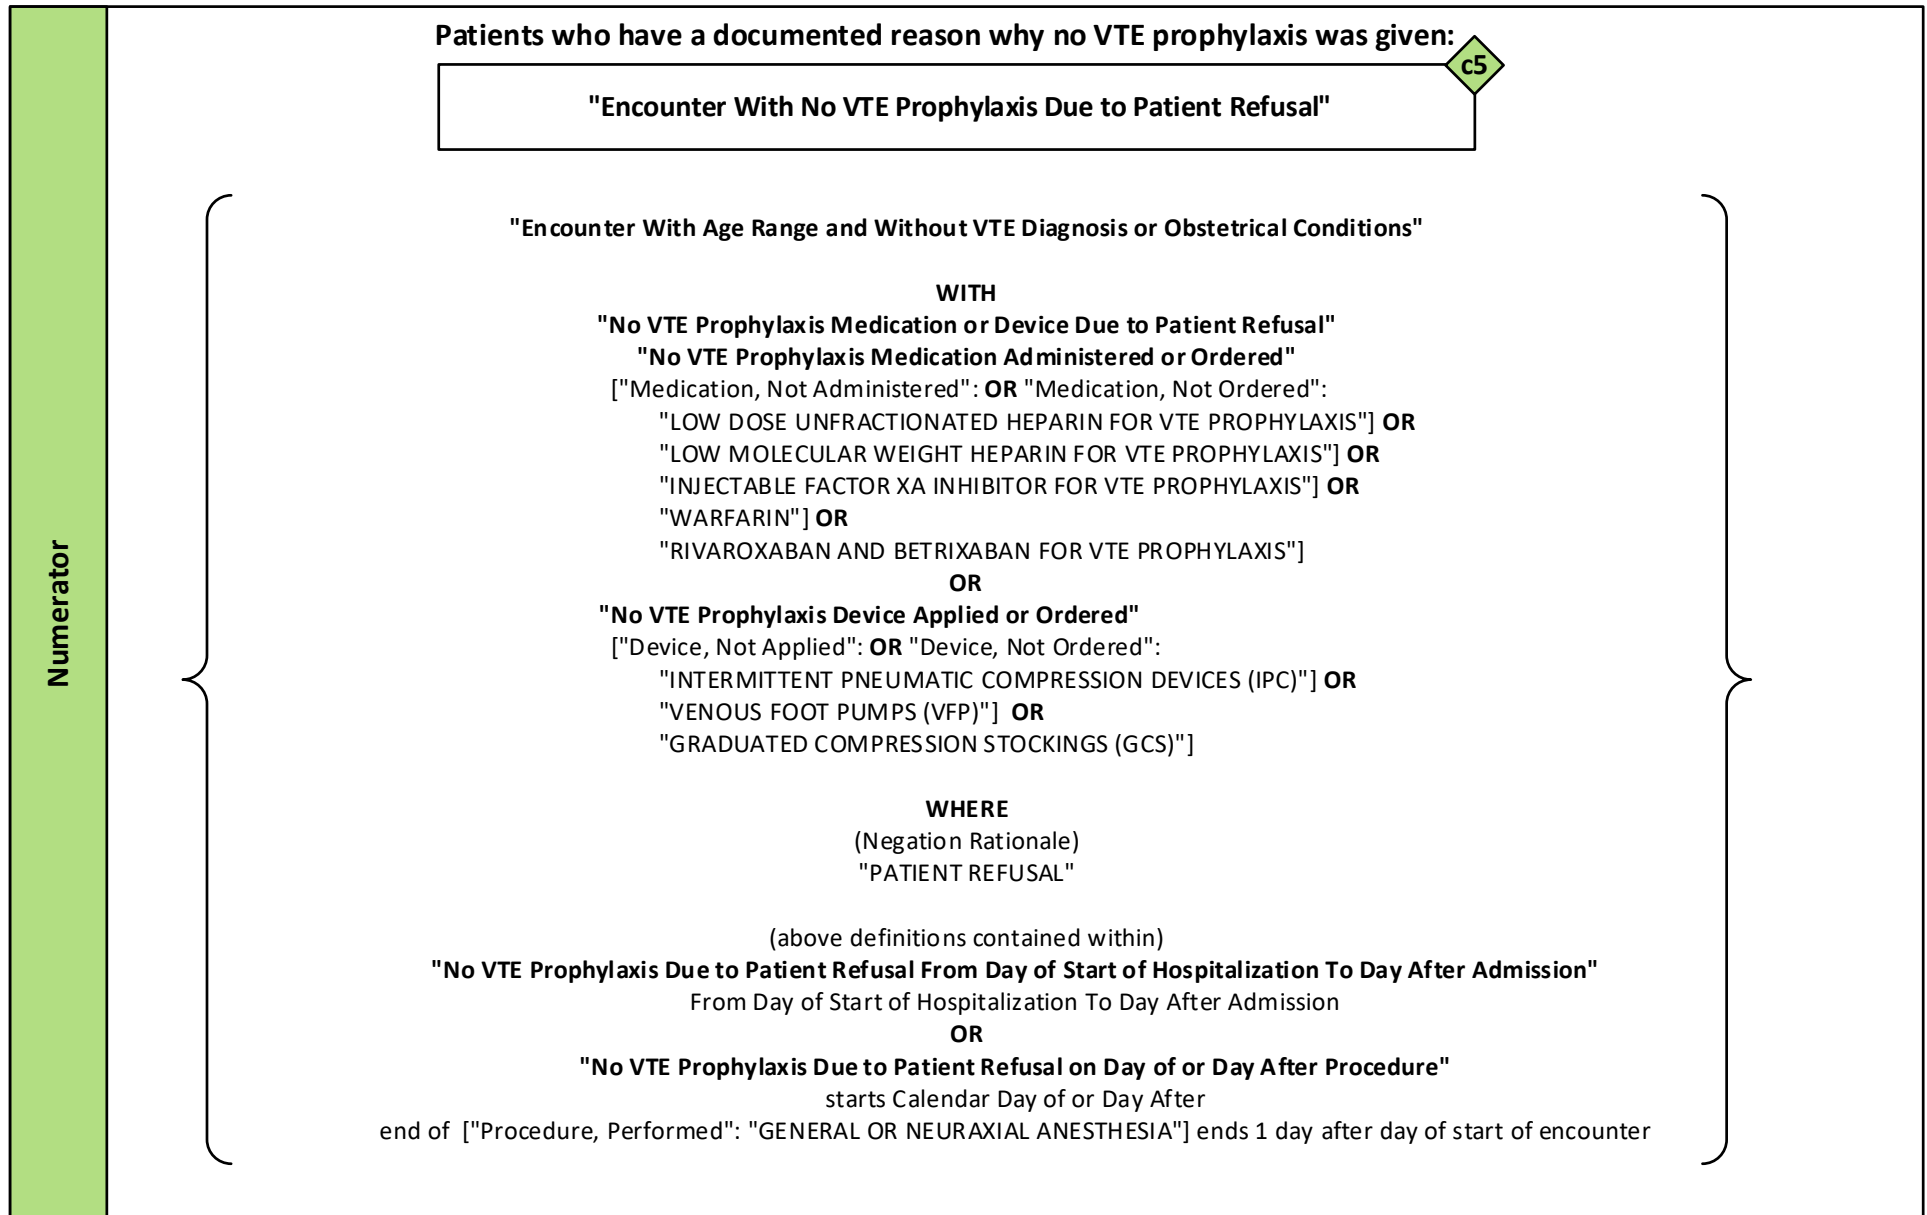 Numerator
Patients who have a documented reason why no VTE prophylaxis was given:
c5
"Encounter With No VTE Prophylaxis Due to Patient Refusal"
"Encounter With Age Range and Without VTE Diagnosis or Obstetrical Conditions"
WITH
"No VTE Prophylaxis Medication or Device Due to Patient Refusal"
"No VTE Prophylaxis Medication Administered or Ordered"
["Medication, Not Administered": OR "Medication, Not Ordered":
"LOW DOSE UNFRACTIONATED HEPARIN FOR VTE PROPHYLAXIS"] OR
"LOW MOLECULAR WEIGHT HEPARIN FOR VTE PROPHYLAXIS"] OR
"INJECTABLE FACTOR XA INHIBITOR FOR VTE PROPHYLAXIS"] OR
"WARFARIN"] OR
"RIVAROXABAN AND BETRIXABAN FOR VTE PROPHYLAXIS"]
OR
"No VTE Prophylaxis Device Applied or Ordered"
["Device, Not Applied": OR "Device, Not Ordered":
"INTERMITTENT PNEUMATIC COMPRESSION DEVICES (IPC)"] OR
"VENOUS FOOT PUMPS (VFP)"] OR
"GRADUATED COMPRESSION STOCKINGS (GCS)"]
WHERE
(Negation Rationale)
"PATIENT REFUSAL"
(above definitions contained within)
"No VTE Prophylaxis Due to Patient Refusal From Day of Start of Hospitalization To Day After Admission"
From Day of Start of Hospitalization To Day After Admission
OR
"No VTE Prophylaxis Due to Patient Refusal on Day of or Day After Procedure"
starts Calendar Day of or Day After
end of ["Procedure, Performed": "GENERAL OR NEURAXIAL ANESTHESIA"] ends 1 day after day of start of encounter